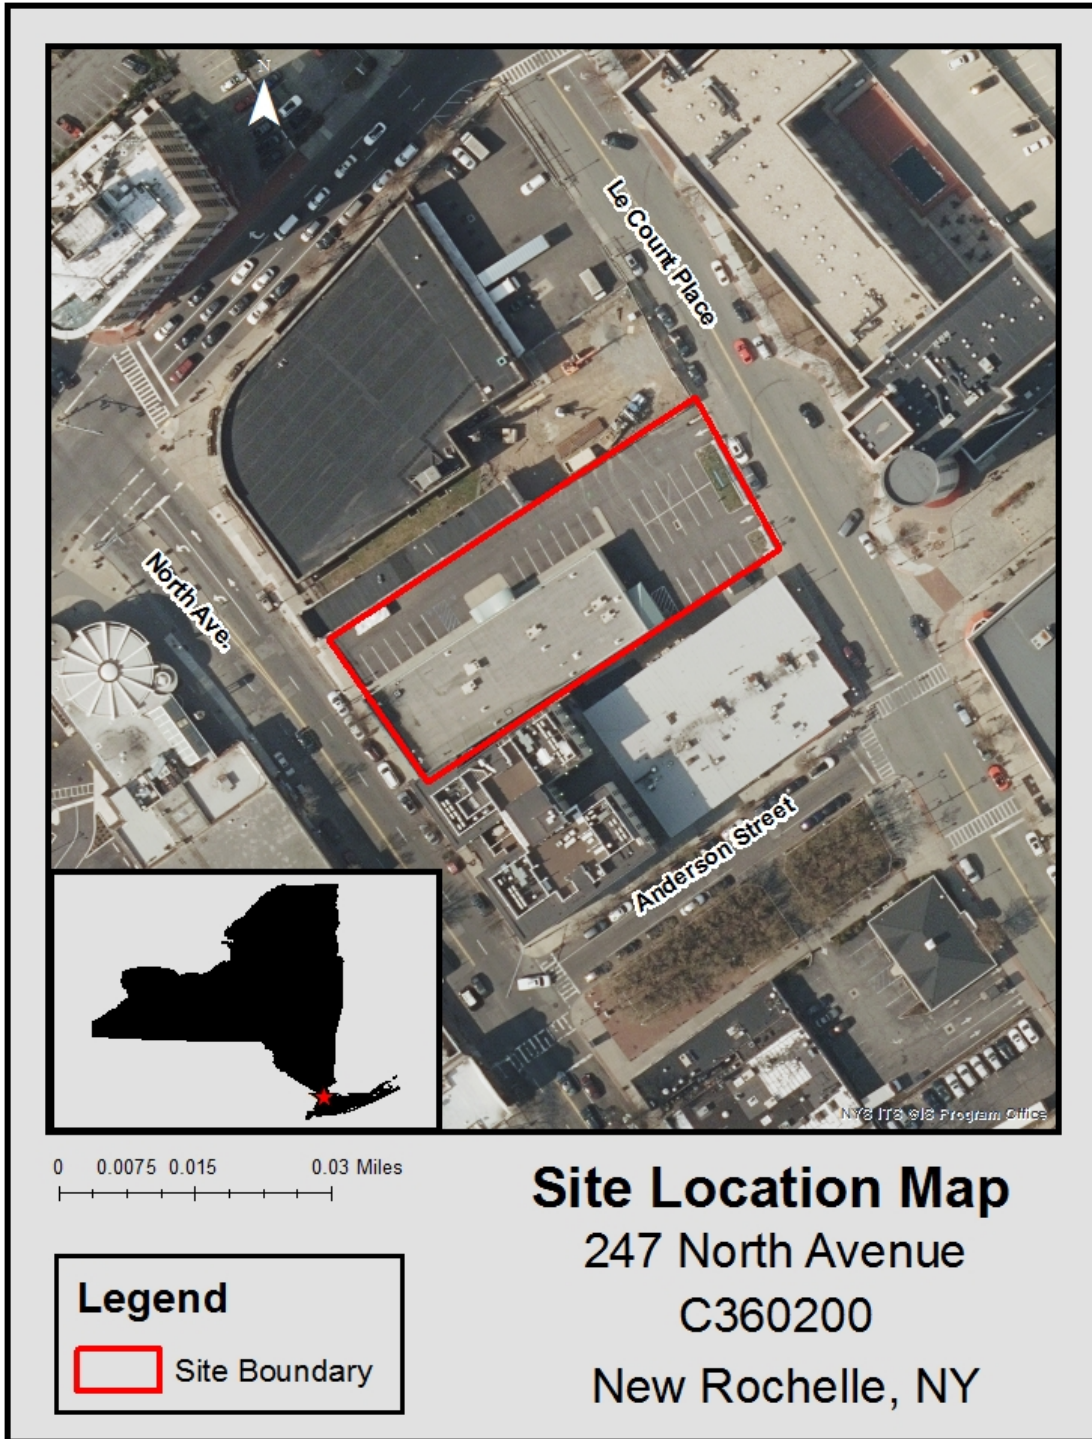 N
Le Count Place
North Ave.
Anderson Street
NYS ITS GIS Program Office
0 0.0075 0.015 0.03 Miles
Site Location Map
247 North Avenue
C360200
New Rochelle, NY
Legend
Site Boundary